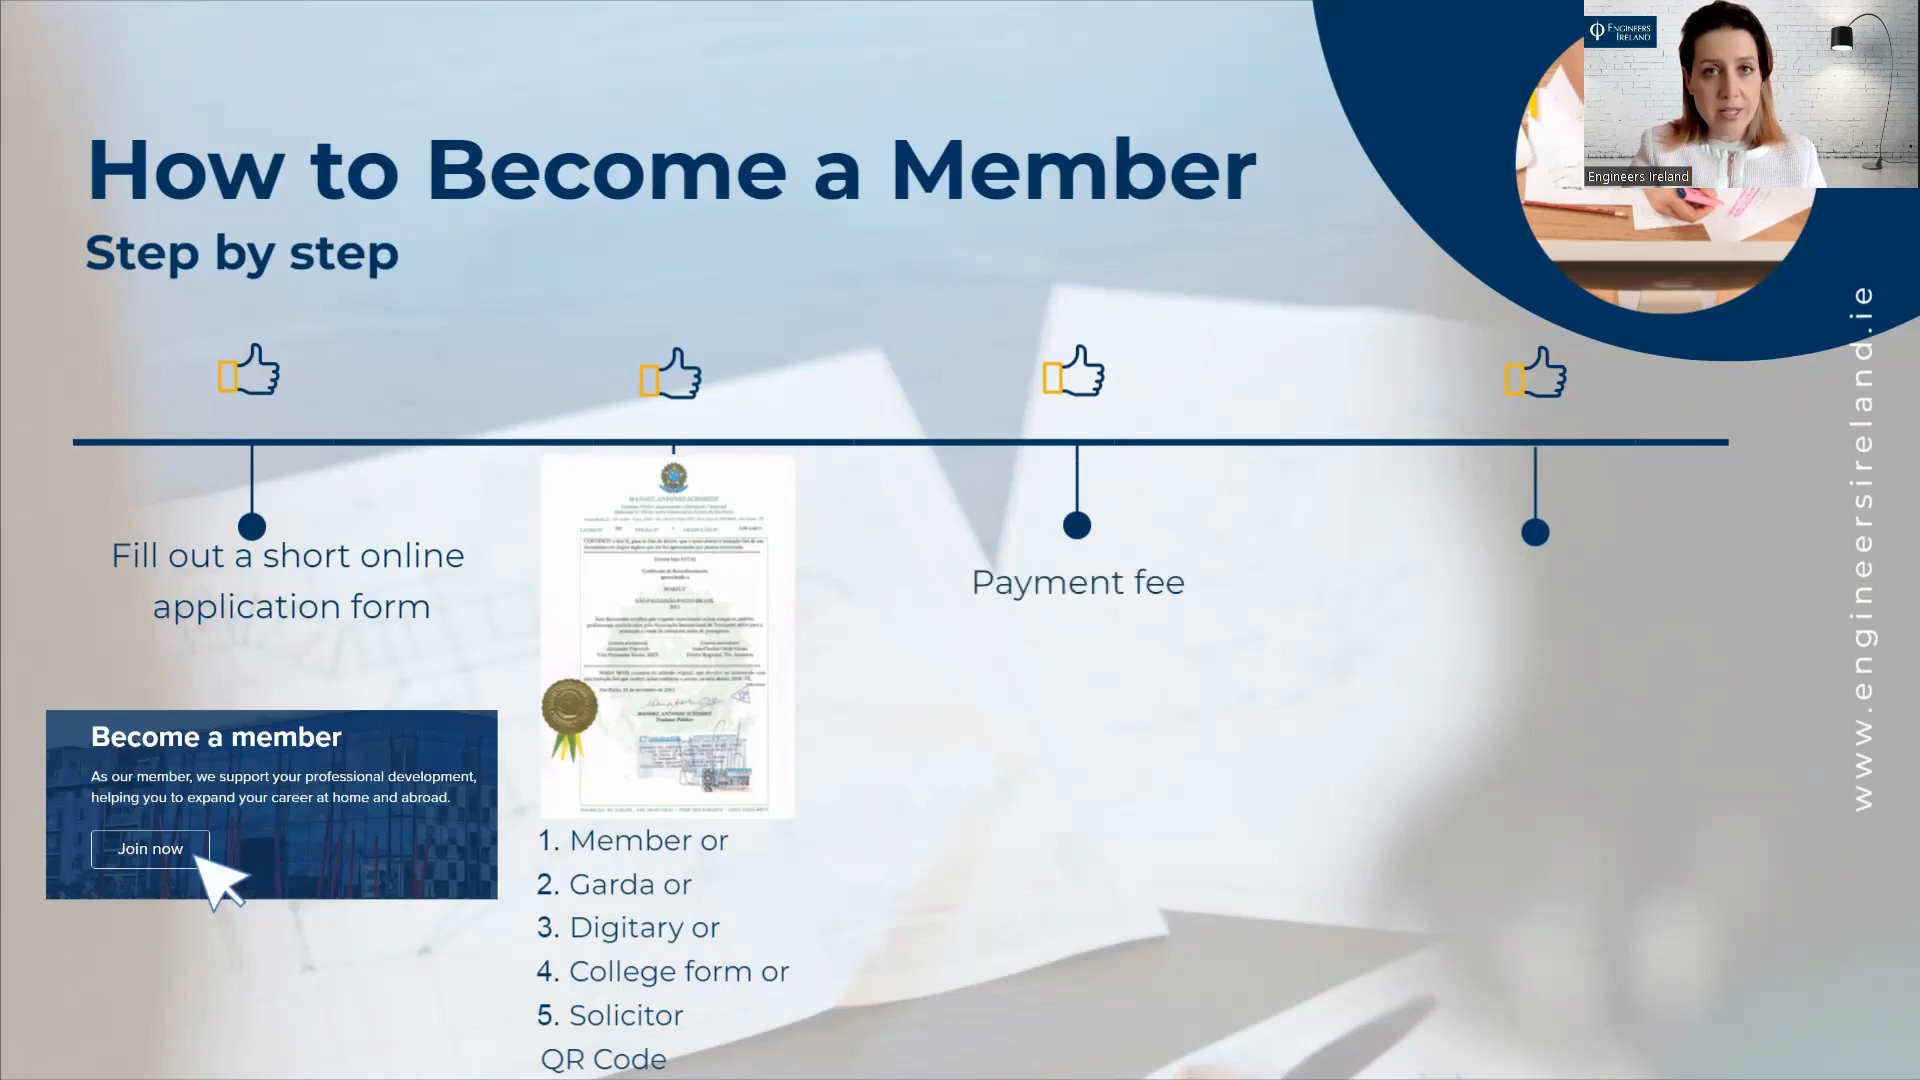 ENGINEERS
IRELAND
Engineers Ireland
How to Become a Member
Step by step
www.engineersireland.ie
Fill out a short online
application form
Payment fee
MANOEL ANTONIO SCHIMIDT
Become a member
As our member, we support your professional development,
helping you to expand your career at home and abroad.
Join now
1. Member or
2. Garda or
3. Digitary or
4. College form or
5. Solicitor
QR Code